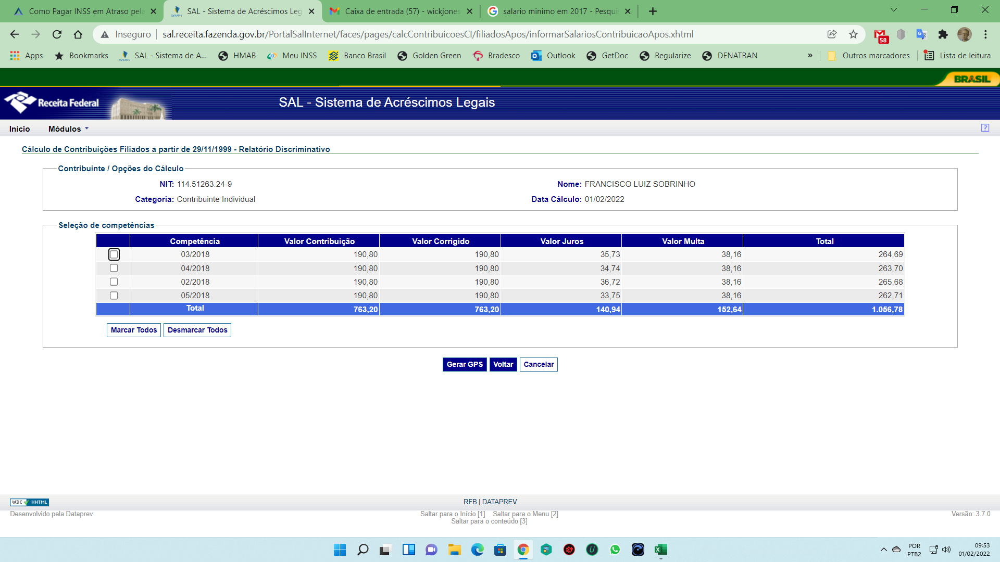 Como Pagar INSS em Atraso pela
SAL - Sistema de Acréscimos Leg
Caixa de entrada (57) - wickjones
salario minimo em 2017 - Pesqui
Inseguro
sal.receita.fazenda.gov.br/PortalSalInternet/faces/pages/calcContribuicoesCI/filiadosApos/informarSalariosContribuicaoApos.xhtml
58
Apps
Bookmarks
SAL - Sistema de A...
HMAB
Meu INSS
Banco Brasil
Golden Green
Bradesco
Outlook
GetDoc
Regularize
DENATRAN
»
Outros marcadores
Lista de leitura
BRASIL
Receita Federal
SAL - Sistema de Acréscimos Legais
Início
Módulos
?
Cálculo de Contribuições Filiados a partir de 29/11/1999 - Relatório Discriminativo
Contribuinte / Opções do Cálculo
NIT: 114.51263.24-9
Nome: FRANCISCO LUIZ SOBRINHO
Categoria: Contribuinte Individual
Data Cálculo: 01/02/2022
Seleção de competências
Competência Valor Contribuição Valor Corrigido Valor Juros Valor Multa Total
03/2018 190,80 190,80 35,73 38,16 264,69
04/2018 190,80 190,80 34,74 38,16 263,70
02/2018 190,80 190,80 36,72 38,16 265,68
05/2018 190,80 190,80 33,75 38,16 262,71
Total 763,20 763,20 140,94 152,64 1.056,78
Marcar Todos Desmarcar Todos
Gerar GPS Voltar Cancelar
W3C XHTML
RFB | DATAPREV
Desenvolvido pela Dataprev
Saltar para o Início [1] Saltar para o Menu [2]
Saltar para o conteúdo [3]
Versão: 3.7.0
POR
PTB2
09:53
01/02/2022